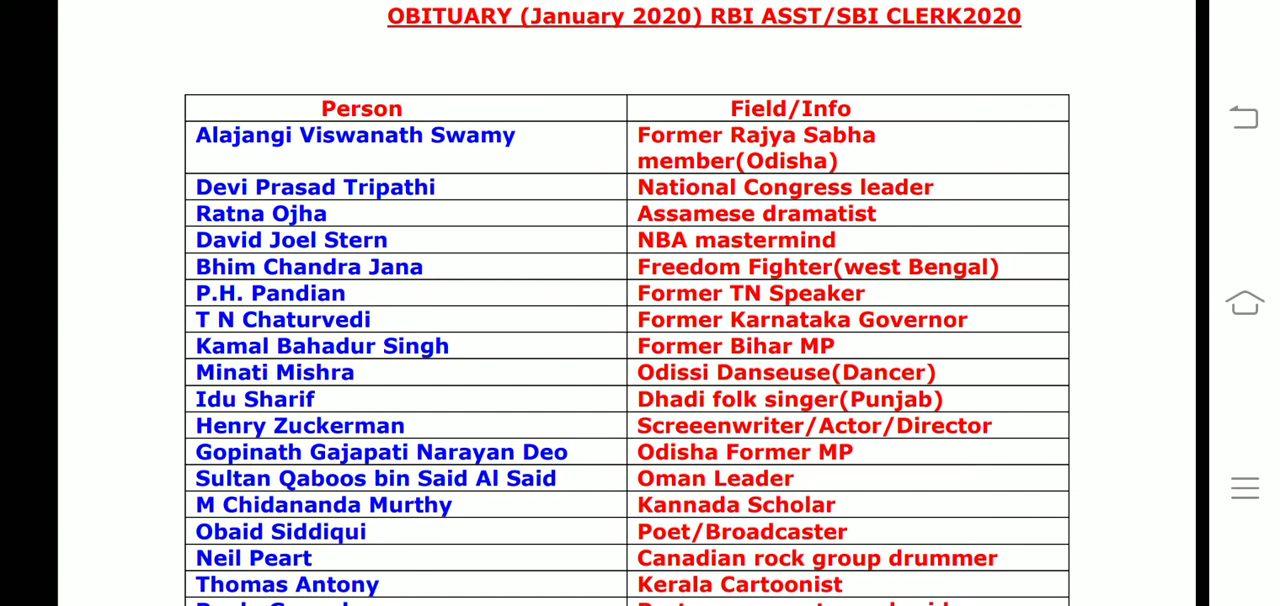 OBITUARY (January 2020) RBI ASST/SBI CLERK2020
Person Field/Info
Alajangi Viswanath Swamy Former Rajya Sabha
member(Odisha)
Devi Prasad Tripathi National Congress leader
Ratna Ojha Assamese dramatist
David Joel Stern NBA mastermind
Bhim Chandra Jana Freedom Fighter(west Bengal)
P.H. Pandian Former TN Speaker
T N Chaturvedi Former Karnataka Governor
Kamal Bahadur Singh Former Bihar MP
Minati Mishra Odissi Danseuse(Dancer)
Idu Sharif Dhadi folk singer(Punjab)
Henry Zuckerman Screeenwriter/Actor/Director
Gopinath Gajapati Narayan Deo Odisha Former MP
Sultan Qaboos bin Said Al Said Oman Leader
M Chidananda Murthy Kannada Scholar
Obaid Siddiqui Poet/Broadcaster
Neil Peart Canadian rock group drummer
Thomas Antony Kerala Cartoonist